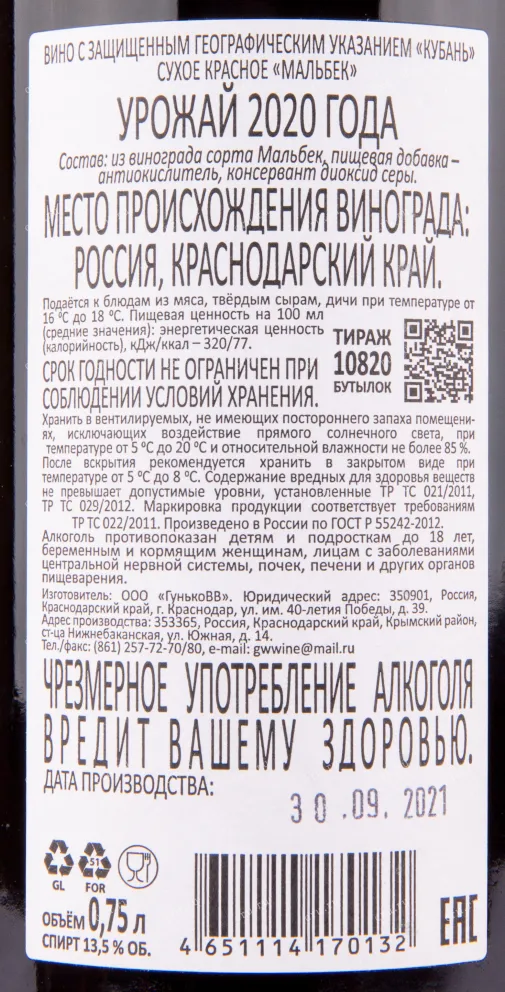 ВИНО С ЗАЩИЩЕННЫМ ГЕОГРАФИЧЕСКИМ УКАЗАНИЕМ «КУБАНЬ»
СУХОЕ КРАСНОЕ «МАЛЬБЕК»
УРОЖАЙ 2020 ГОДА
Состав: из винограда сорта Мальбек, пищевая добавка –
антиокислитель, консервант диоксид серы.
МЕСТО ПРОИСХОЖДЕНИЯ ВИНОГРАДА:
РОССИЯ, КРАСНОДАРСКИЙ КРАЙ.
Подаётся к блюдам из мяса, твёрдым сырам, дичи при температуре от
16 °С до 18 °С. Пищевая ценность на 100 мл
(средние значения): энергетическая ценность
(калорийность), кДж/ккал – 320/77.
ТИРАЖ
10820
БУТЫЛОК
СРОК ГОДНОСТИ НЕ ОГРАНИЧЕН ПРИ
СОБЛЮДЕНИИ УСЛОВИЙ ХРАНЕНИЯ.
Хранить в вентилируемых, не имеющих постороннего запаха помещени-
ях, исключающих воздействие прямого солнечного света, при
температуре от 5 °С до 20 °С и относительной влажности не более 85 %.
После вскрытия рекомендуется хранить в закрытом виде при
температуре от 5 °С до 8 °С. Содержание вредных для здоровья веществ
не превышает допустимые уровни, установленные ТР ТС 021/2011,
ТР ТС 029/2012. Маркировка продукции соответствует требованиям
ТР ТС 022/2011. Произведено в России по ГОСТ Р 55242-2012.
Алкоголь противопоказан детям и подросткам до 18 лет,
беременным и кормящим женщинам, лицам с заболеваниями
центральной нервной системы, почек, печени и других органов
пищеварения.
Изготовитель: ООО «ГунькоВВ». Юридический адрес: 350901, Россия,
Краснодарский край, г. Краснодар, ул. им. 40-летия Победы, д. 39.
Адрес производства: 353365, Россия, Краснодарский край, Крымский район,
ст-ца Нижнебаканская, ул. Южная, д. 14.
Тел./факс: (861) 257-72-70/80, e-mail: gwwine@mail.ru
ЧРЕЗМЕРНОЕ УПОТРЕБЛЕНИЕ АЛКОГОЛЯ
ВРЕДИТ ВАШЕМУ ЗДОРОВЬЮ.
ДАТА ПРОИЗВОДСТВА:
30.09.2021
GL
51
FOR
ОБЪЁМ 0,75 л
СПИРТ 13,5 % ОБ.
4 651114 170132
ЕАС